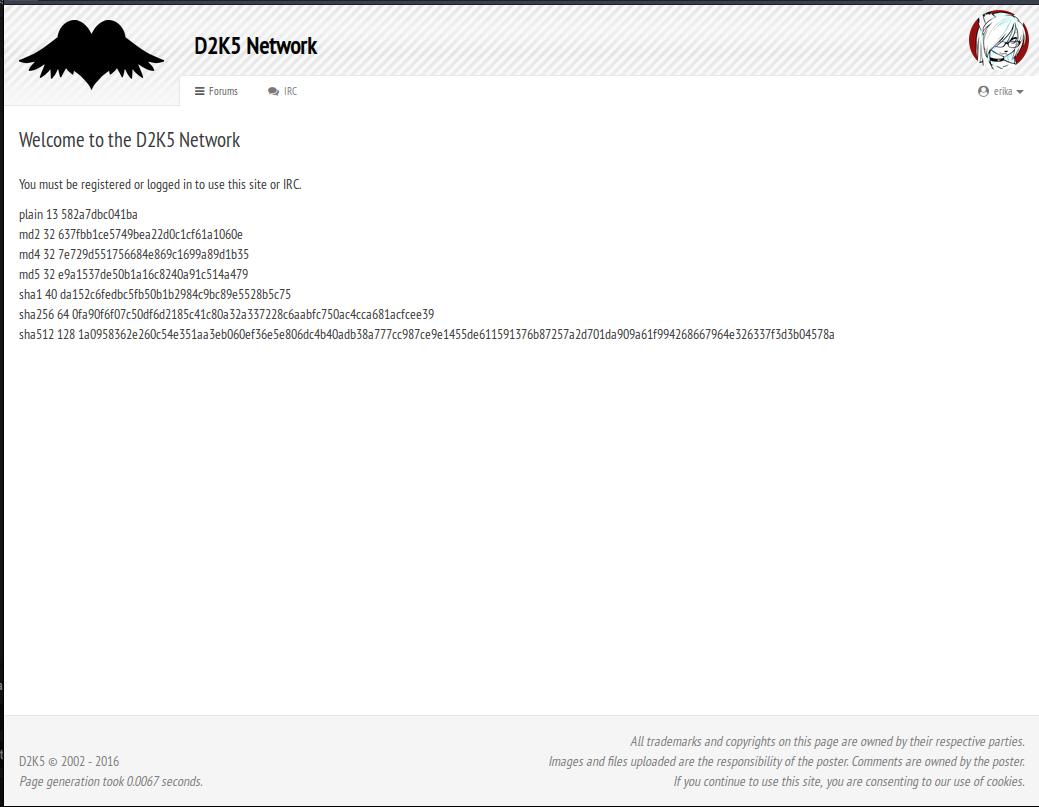 D2K5 Network
Forums IRC erika
Welcome to the D2K5 Network
You must be registered or logged in to use this site or IRC.
plain 13 582a7dbc041ba
md2 32 637fbb1ce5749bea22d0c1cf61a1060e
md4 32 7e729d551756684e869c1699a89d1b35
md5 32 e9a1537de50b1a16c8240a91c514a479
sha1 40 da152c6fedbc5fb50b1b2984c9bc89e5528b5c75
sha256 64 0fa90f6f07c50df6d2185c41c80a32a337228c6aabfc750ac4cca681acfcee39
sha512 128 1a0958362e260c54e351aa3eb060ef36e5e806dc4b40adb38a777cc987ce9e1455de611591376b87257a2d701da909a61f994268667964e326337f3d3b04578a
All trademarks and copyrights on this page are owned by their respective parties.
D2K5 © 2002 - 2016
Images and files uploaded are the responsibility of the poster. Comments are owned by the poster.
Page generation took 0.0067 seconds.
If you continue to use this site, you are consenting to our use of cookies.